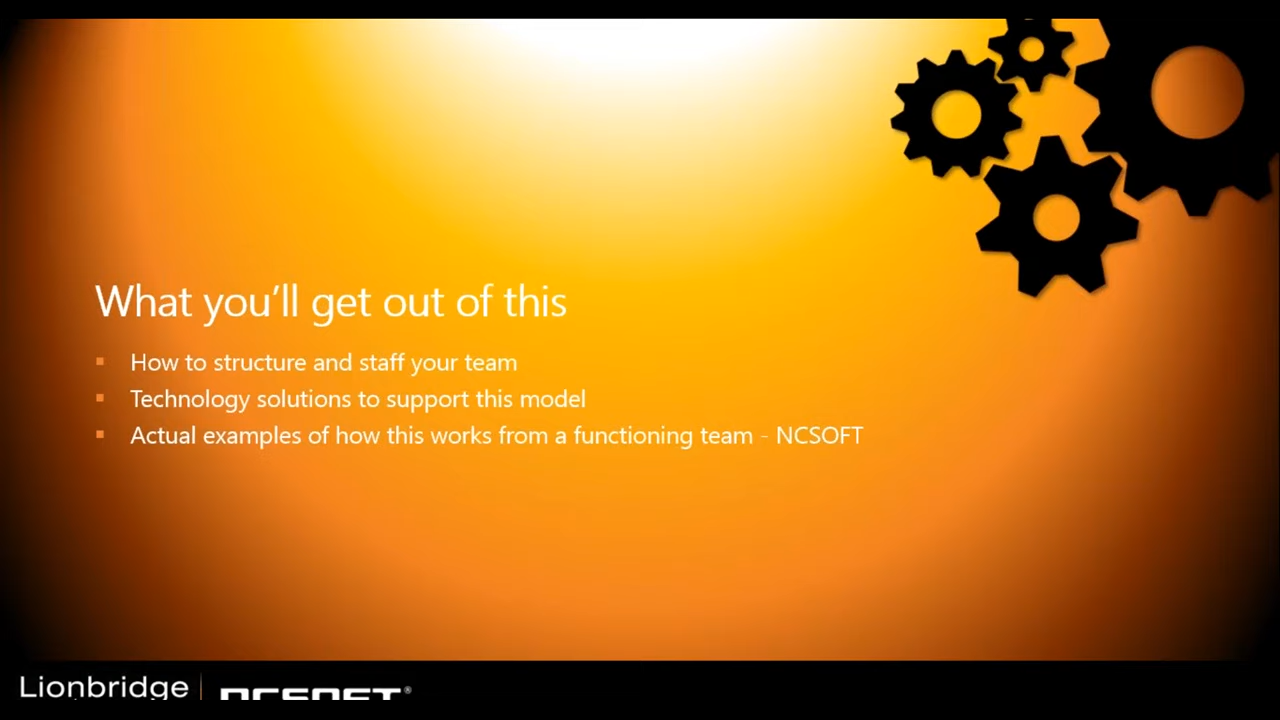 What you’ll get out of this
How to structure and staff your team
Technology solutions to support this model
Actual examples of how this works from a functioning team - NCSOFT
Lionbridge
NCSOFT®